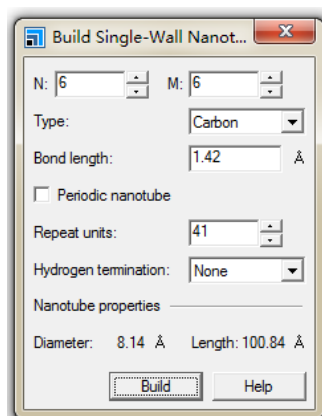 Build Single-Wall Nanot...
N: 6 M: 6
Type: Carbon
Bond length: 1.42 Å
Periodic nanotube
Repeat units: 41
Hydrogen termination: None
Nanotube properties
Diameter: 8.14 Å Length: 100.84 Å
Build Help